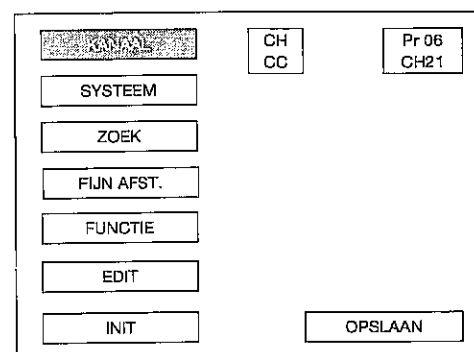 KANAAL
CH
CC
Pr 06
CH21
SYSTEEM
ZOEK
FIJN AFST.
FUNCTIE
EDIT
INIT
OPSLAAN